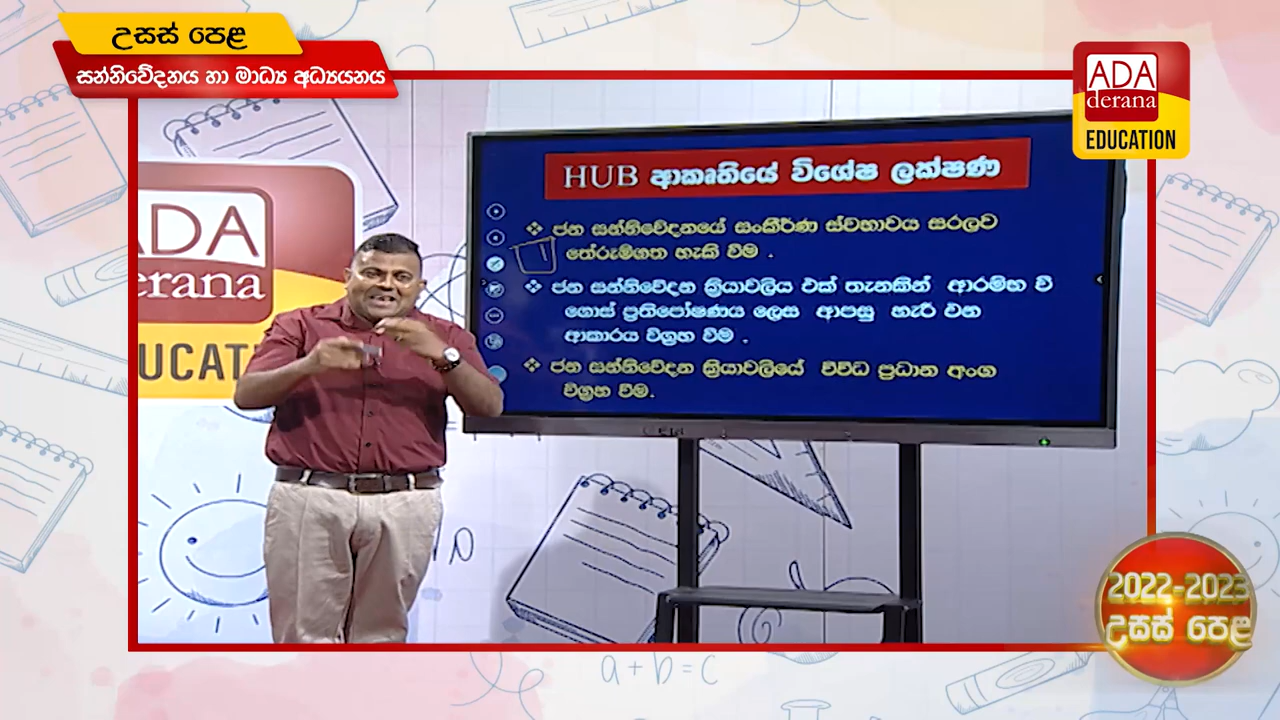 උසස් පෙළ
සන්නිවේදනය හා මාධ්‍ය අධ්‍යයනය
ADA
derana
EDUCATION
ADA
erana
UCATI
HUB ආකෘතියේ විශේෂ ලක්ෂණ
❖ ජන සන්නිවේදනයේ සංකීර්ණ ස්වභාවය සරලව
තේරුම්ගත හැකි වීම .
❖ ජන සන්නිවේදන ක්‍රියාවලිය එක් තැනකින් ආරම්භ වී
ගොස් ප්‍රතිපෝෂණය ලෙස ආපසු හැරී එන
ආකාරය විග්‍රහ වීම .
❖ ජන සන්නිවේදන ක්‍රියාවලියේ විවිධ ප්‍රධාන අංග
විග්‍රහ වීම.
2022-2023
උසස් පෙළ
a + b = c